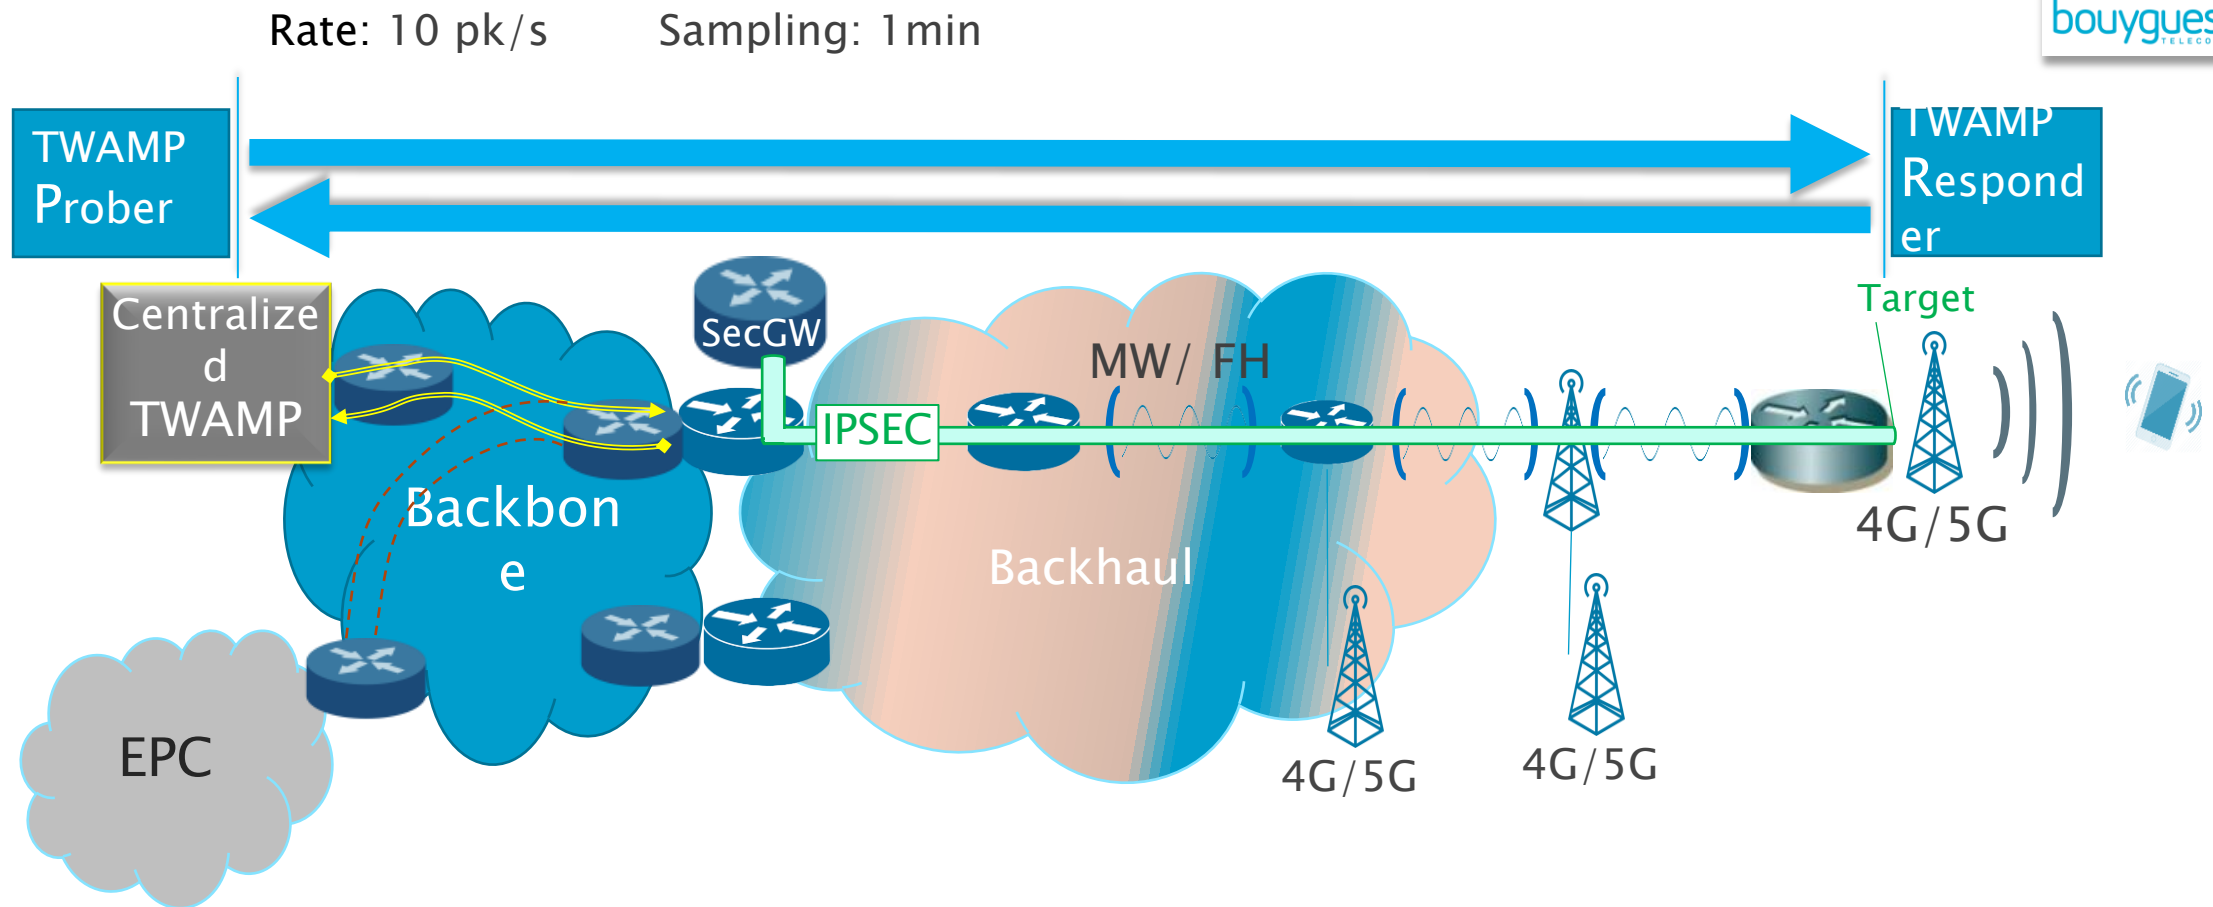 Rate: 10 pk/s Sampling: 1min
bouygues
TELECO
TWAMP
Prober
TWAMP
Respond
er
Target
Centralize
d
TWAMP
SecGW
MW/ FH
IPSEC
Backbon
e
Backhaul
4G/5G
EPC
4G/5G
4G/5G